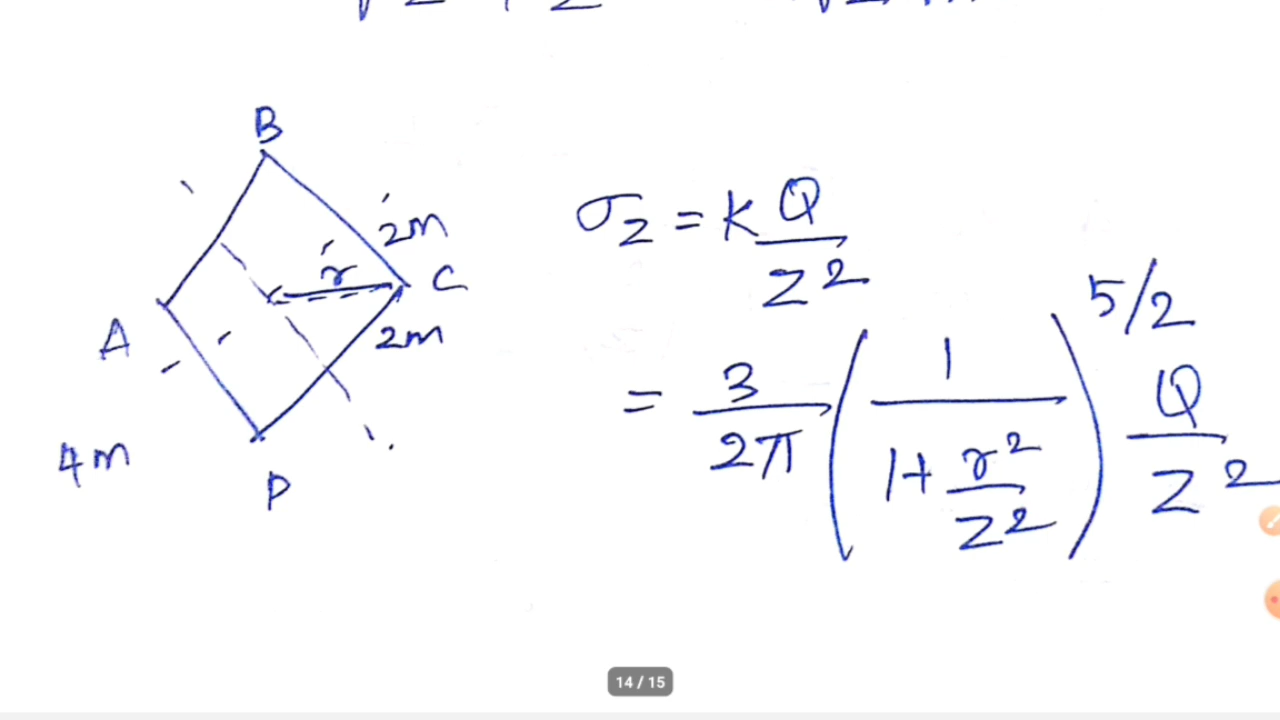 B
2m
r
C
A
2m
4m
P
σz = k Q/z²
= 3/2π (1/(1 + r²/z²))^5/2 Q/z²
14 / 15